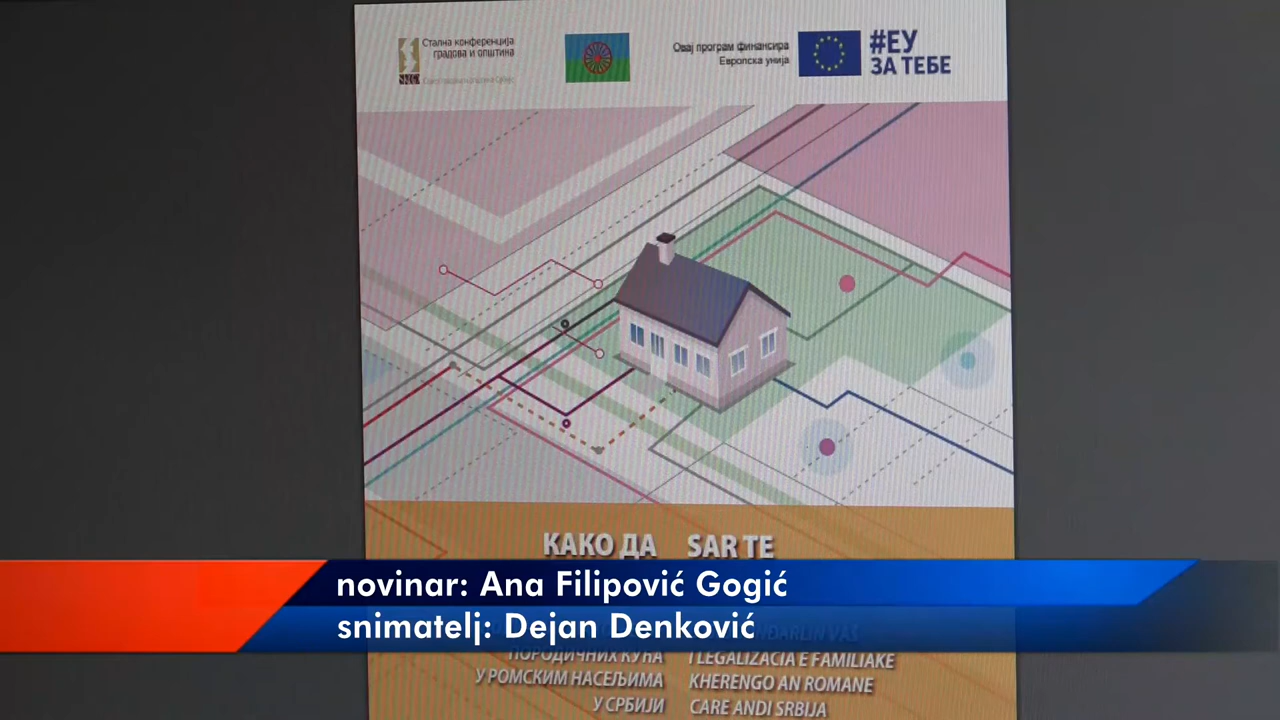 Стална конференција
градова и општина
Овај програм финансира
Европска унија
#ЕУ
ЗА ТЕБЕ
КАКО ДА
SAR TE
novinar: Ana Filipović Gogić
snimatelj: Dejan Denković
ПОРОДИЧНИХ КУЋА
У РОМСКИМ НАСЕЉИМА
У СРБИЈИ
VAŠ
I LEGALIZACIA E FAMILIAKE
KHERENGO AN ROMANE
CARE ANDI SRBIJA